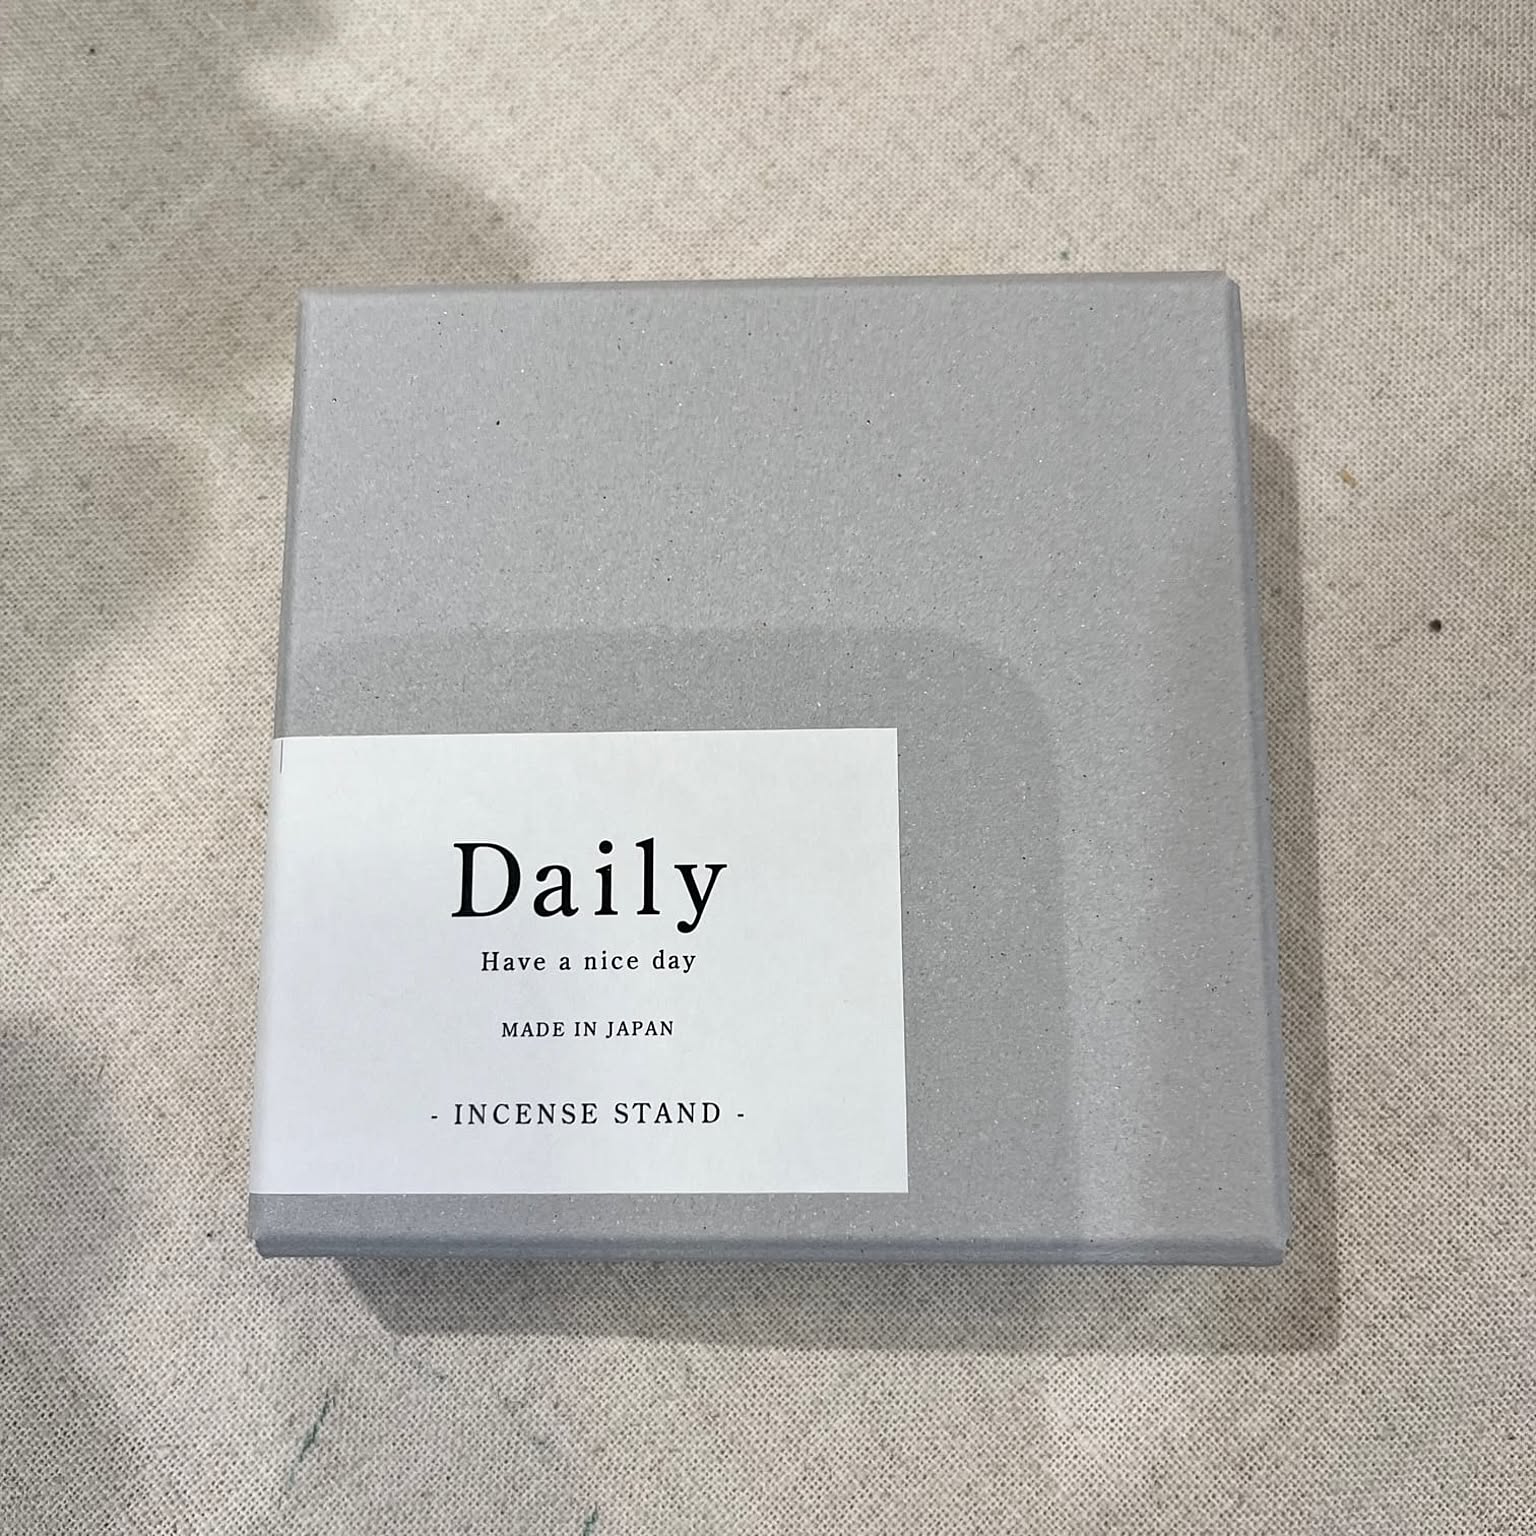 Daily
Have a nice day
MADE IN JAPAN
- INCENSE STAND -